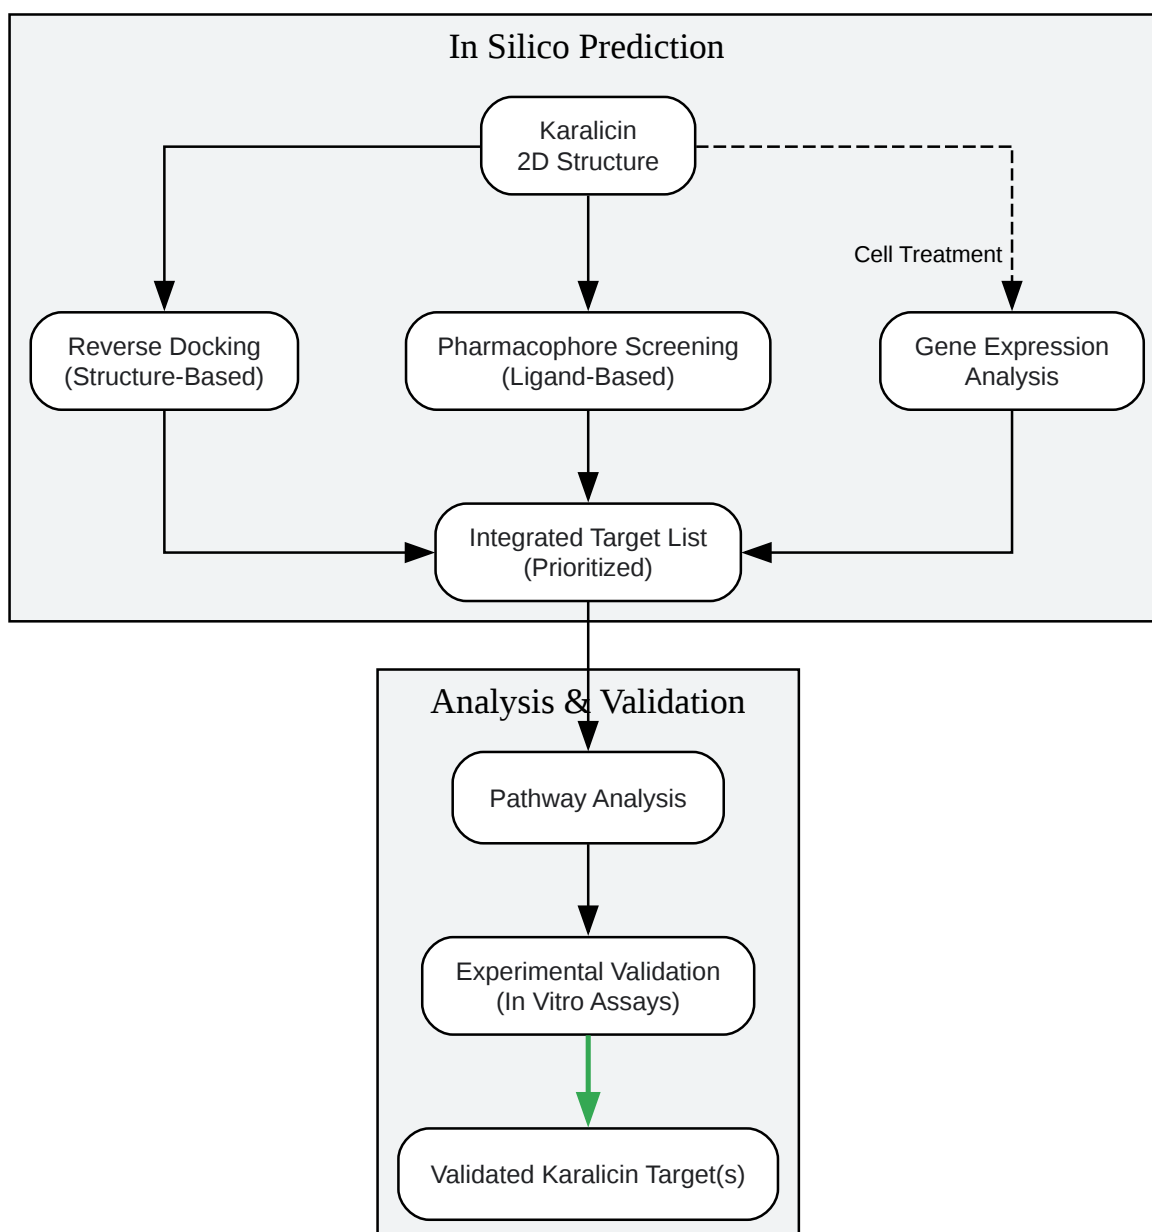 In Silico Prediction
Karalicin
2D Structure
Cell Treatment
Reverse Docking
(Structure-Based)
Pharmacophore Screening
(Ligand-Based)
Gene Expression
Analysis
Integrated Target List
(Prioritized)
Analysis & Validation
Pathway Analysis
Experimental Validation
(In Vitro Assays)
Validated Karalicin Target(s)